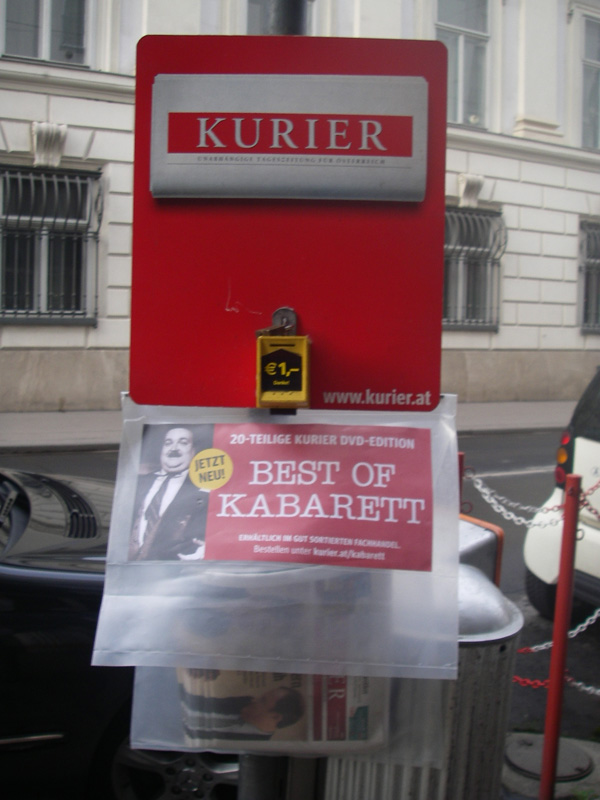 KURIER
UNABHÄNGIGE TAGESZEITUNG FÜR ÖSTERREICH
€1,–
Danke!
www.kurier.at
20-TEILIGE KURIER DVD-EDITION
JETZT
NEU!
BEST OF
KABARETT
ERHÄLTLICH IM GUT SORTIERTEN FACHHANDEL.
Bestellen unter kurier.at/kabarett